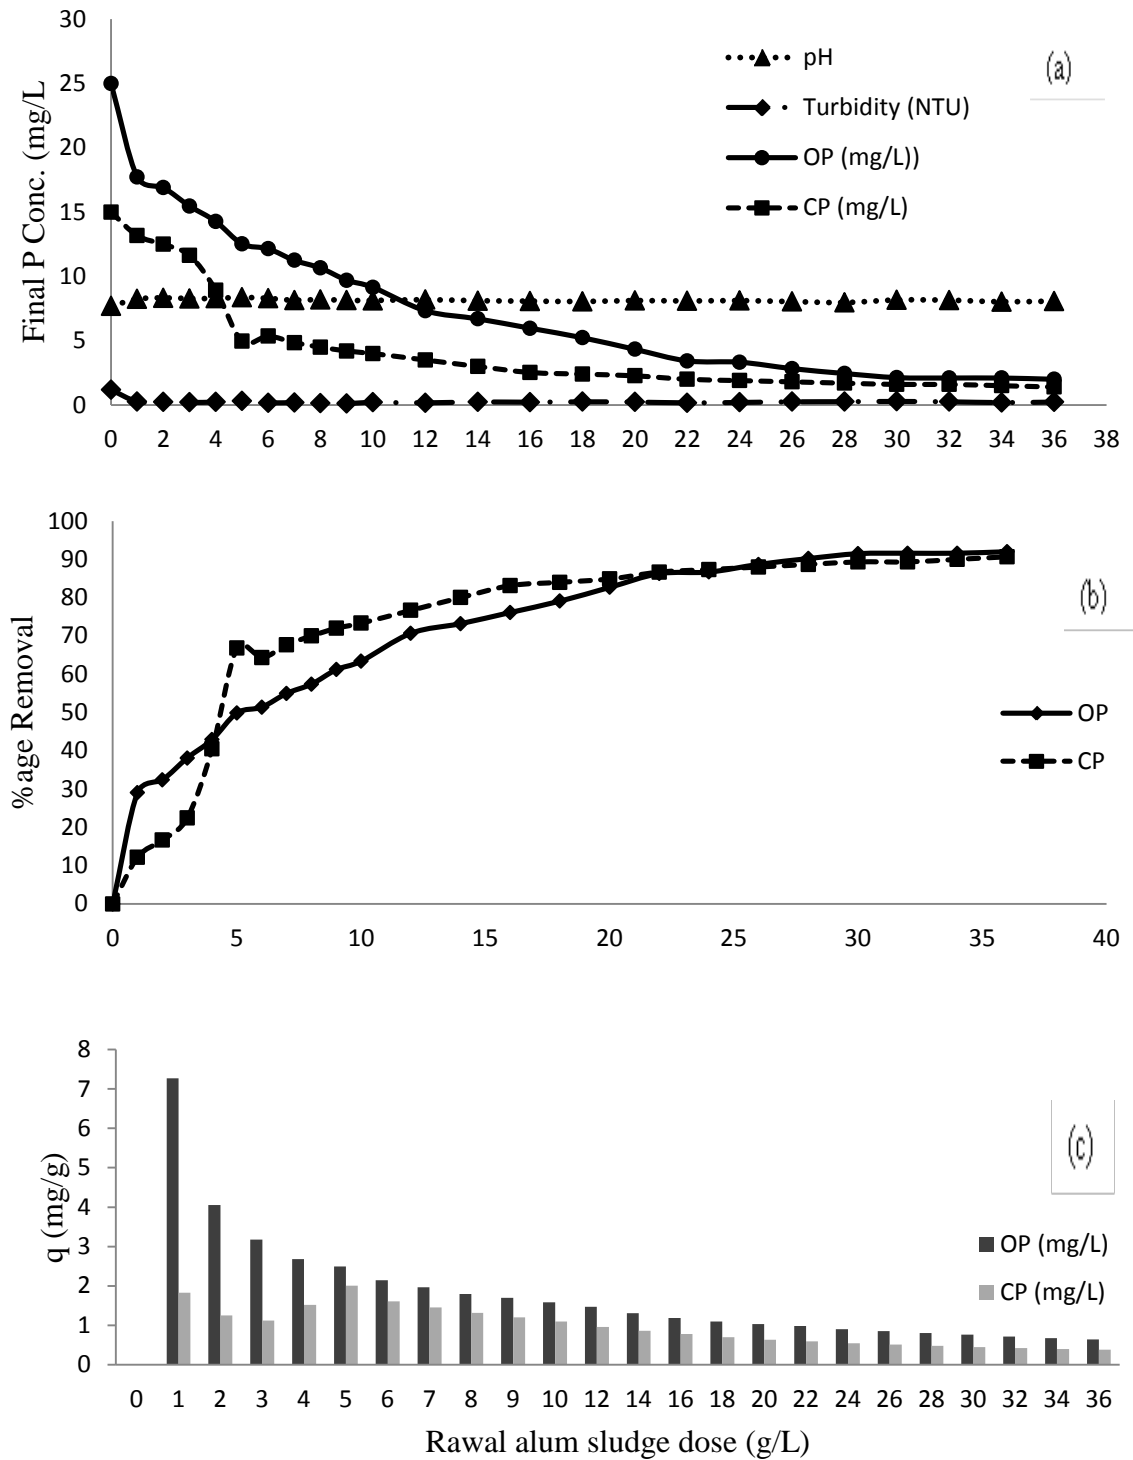 30
25
20
15
10
5
0
Final P Conc. (mg/L
pH
Turbidity (NTU)
OP (mg/L))
CP (mg/L)
(a)
0 2 4 6 8 10 12 14 16 18 20 22 24 26 28 30 32 34 36 38
100
90
80
70
60
50
40
30
20
10
0
%age Removal
(b)
OP
CP
0 5 10 15 20 25 30 35 40
8
7
6
5
4
3
2
1
0
q (mg/g)
(c)
OP (mg/L)
CP (mg/L)
0 1 2 3 4 5 6 7 8 9 10 12 14 16 18 20 22 24 26 28 30 32 34 36
Rawal alum sludge dose (g/L)